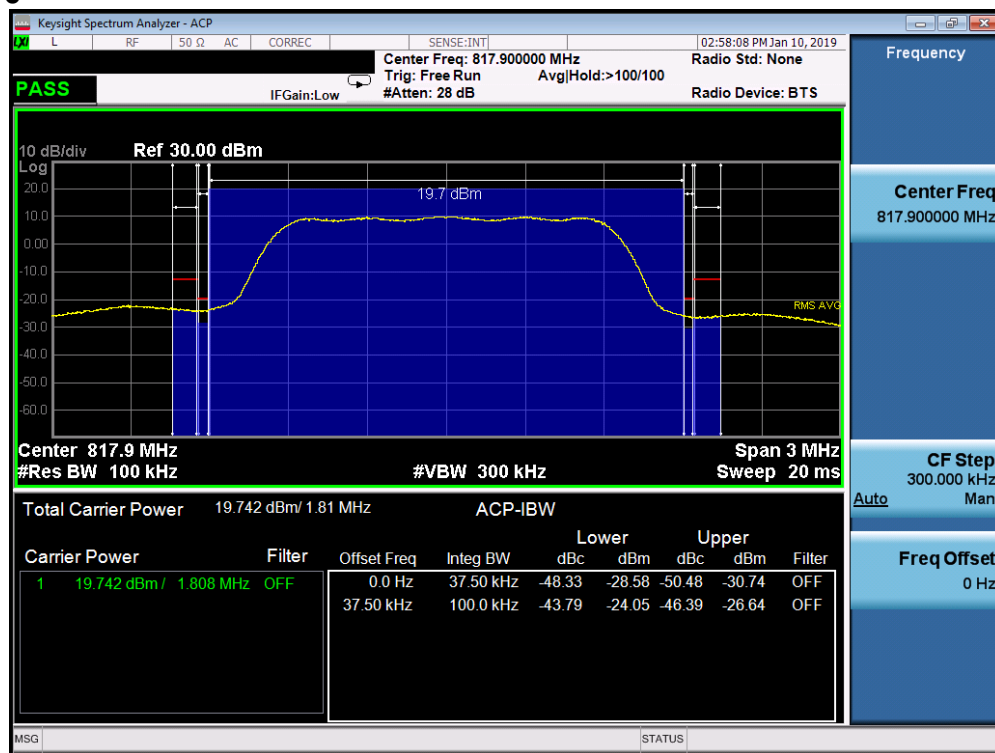 Keysight Spectrum Analyzer - ACP
LXI L RF 50 Ω AC CORREC SENSE:INT 02:58:08 PM Jan 10, 2019
Center Freq: 817.900000 MHz Radio Std: None
Trig: Free Run Avg|Hold:>100/100
PASS IFGain:Low #Atten: 28 dB Radio Device: BTS
Frequency
10 dB/div Ref 30.00 dBm
Log
20.0
19.7 dBm
10.0
0.00
-10.0
-20.0
RMS AVG
-30.0
-40.0
-50.0
-60.0
Center 817.9 MHz Span 3 MHz
#Res BW 100 kHz #VBW 300 kHz Sweep 20 ms
Center Freq
817.900000 MHz
CF Step
300.000 kHz
Auto Man
Freq Offset
0 Hz
Total Carrier Power 19.742 dBm/ 1.81 MHz ACP-IBW
Lower Upper
Carrier Power Filter Offset Freq Integ BW dBc dBm dBc dBm Filter
1 19.742 dBm / 1.808 MHz OFF 0.0 Hz 37.50 kHz -48.33 -28.58 -50.48 -30.74 OFF
37.50 kHz 100.0 kHz -43.79 -24.05 -46.39 -26.64 OFF
MSG STATUS